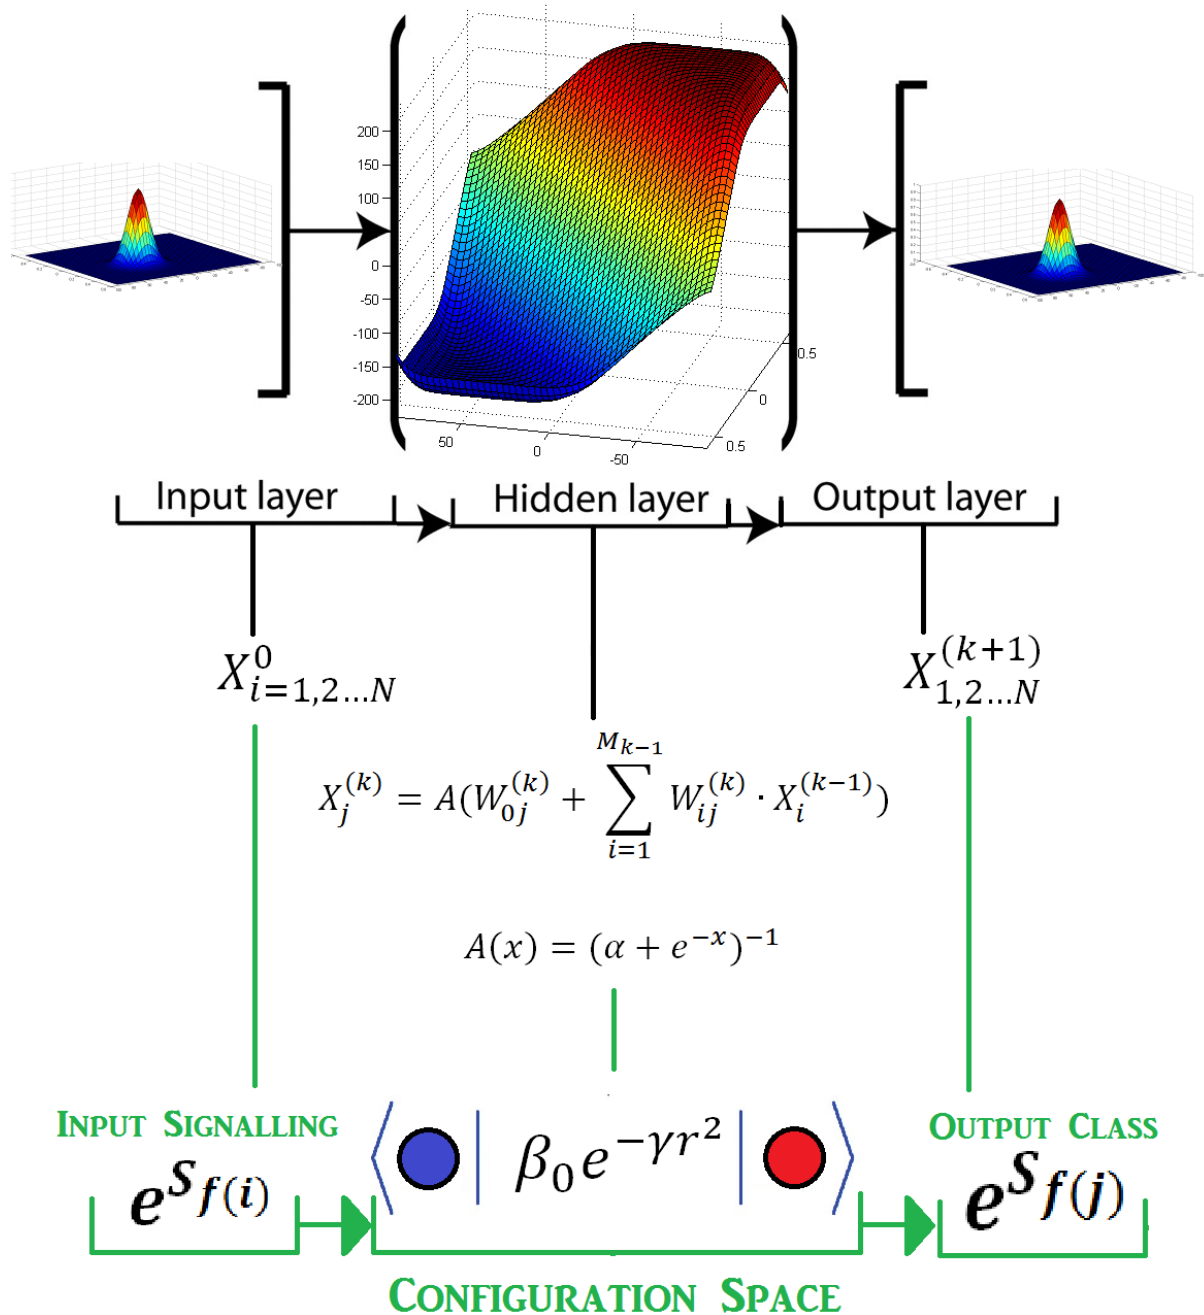 200
150
100
50
0
-50
-100
-150
-200
50
0
-50
0.5
0
0.5
Input layer
Hidden layer
Output layer
X^0_{i=1,2...N}
X^{(k+1)}_{1,2...N}
X_j^{(k)} = A(W_{0j}^{(k)} + \sum_{i=1}^{M_{k-1}} W_{ij}^{(k)} · X_i^{(k-1)})
A(x) = (α + e^{-x})^{-1}
INPUT SIGNALLING
OUTPUT CLASS
e^{S_{f(i)}}
β_0 e^{-γr^2}
e^{S_{f(j)}}
CONFIGURATION SPACE